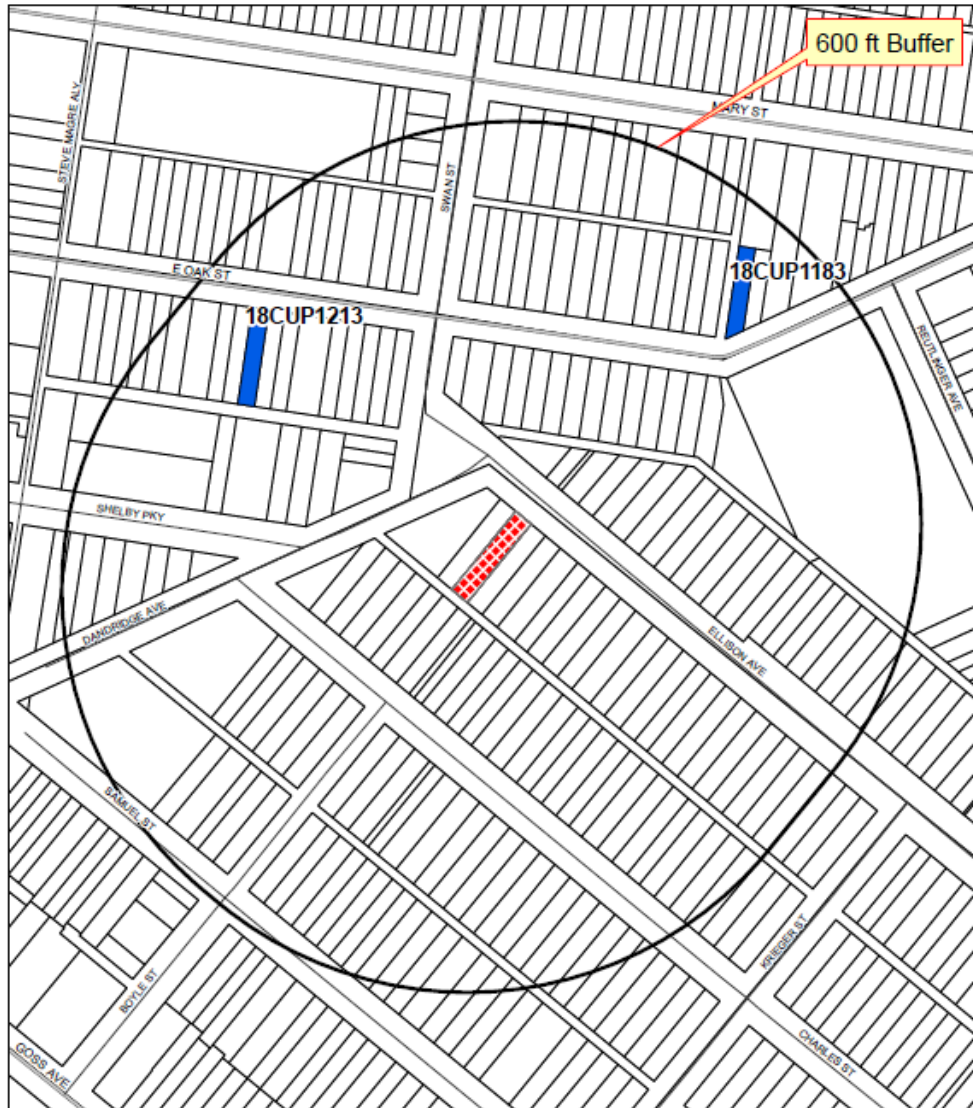 600 ft Buffer
MARY ST
STEVE MAGRE ALY
SWAN ST
E OAK ST
18CUP1183
18CUP1213
REUTLINGER AVE
SHELBY PKY
DANDRIDGE AVE
ELLISON AVE
SAMUEL ST
KRIEGER ST
BOYLE ST
CHARLES ST
GOSS AVE